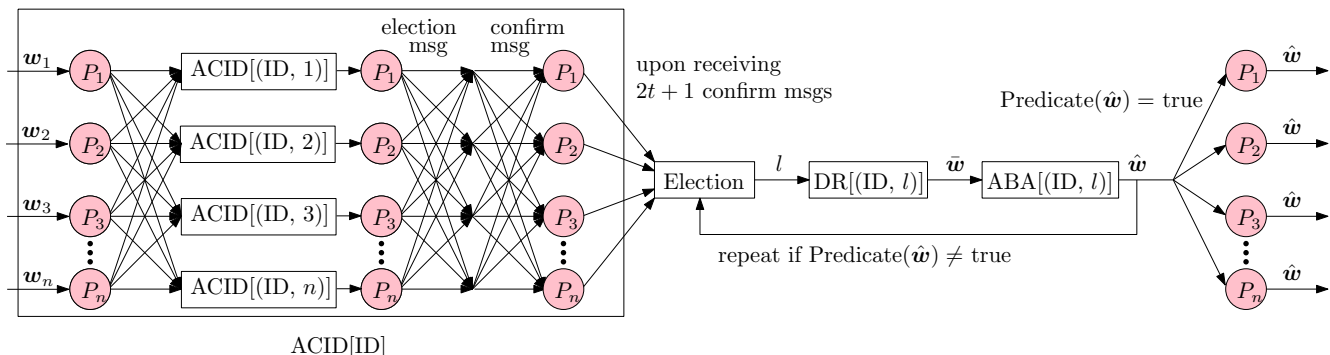 election
msg
confirm
msg
w₁
P₁
ACID[(ID, 1)]
P₁
P₁
w₂
P₂
ACID[(ID, 2)]
P₂
P₂
w₃
P₃
ACID[(ID, 3)]
P₃
P₃
wₙ
Pₙ
ACID[(ID, n)]
Pₙ
Pₙ
ACID[ID]
upon receiving
2t + 1 confirm msgs
Election
l
DR[(ID, l)]
w̄
ABA[(ID, l)]
ŵ
repeat if Predicate(ŵ) ≠ true
Predicate(ŵ) = true
P₁
ŵ
P₂
ŵ
P₃
ŵ
Pₙ
ŵ